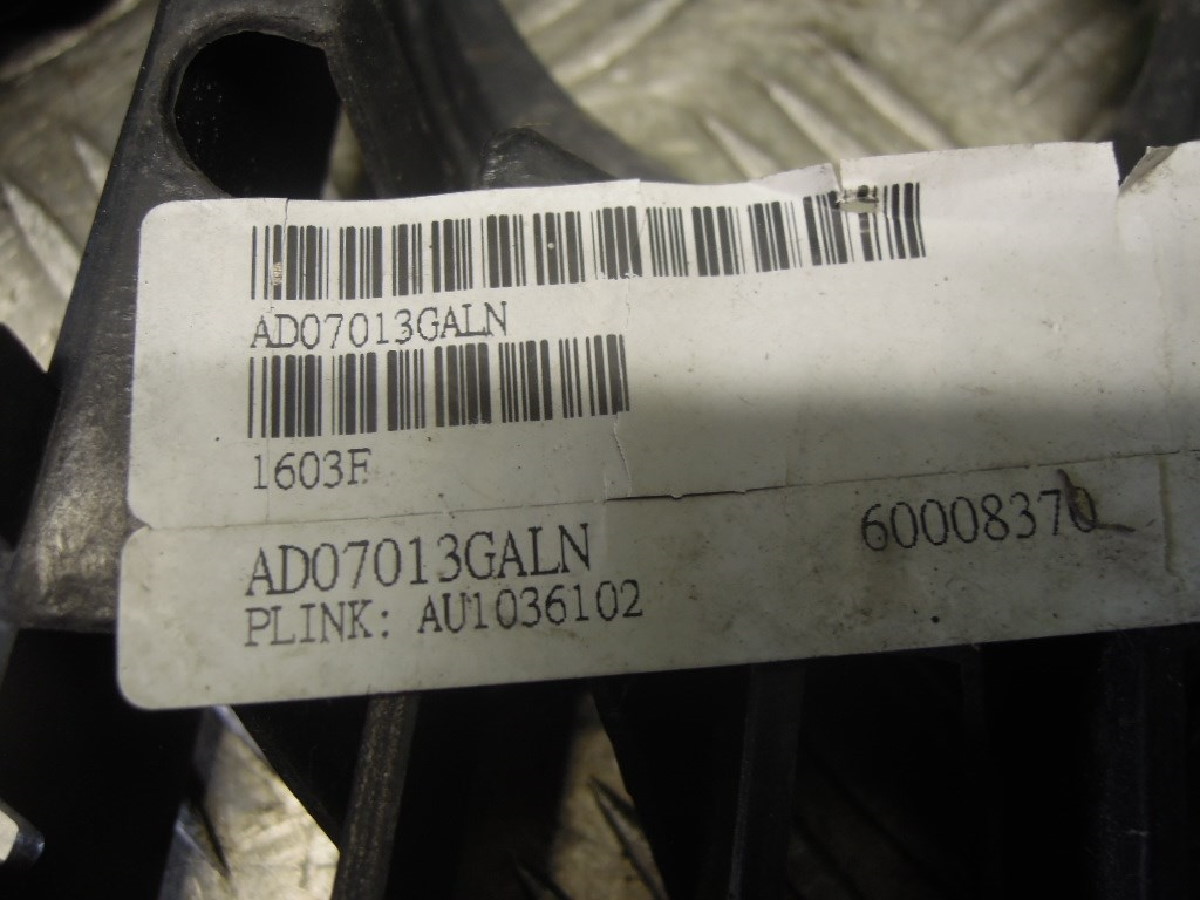 AD07013GALN
1603F
AD07013GALN
60008370
PLINK: AU1036102